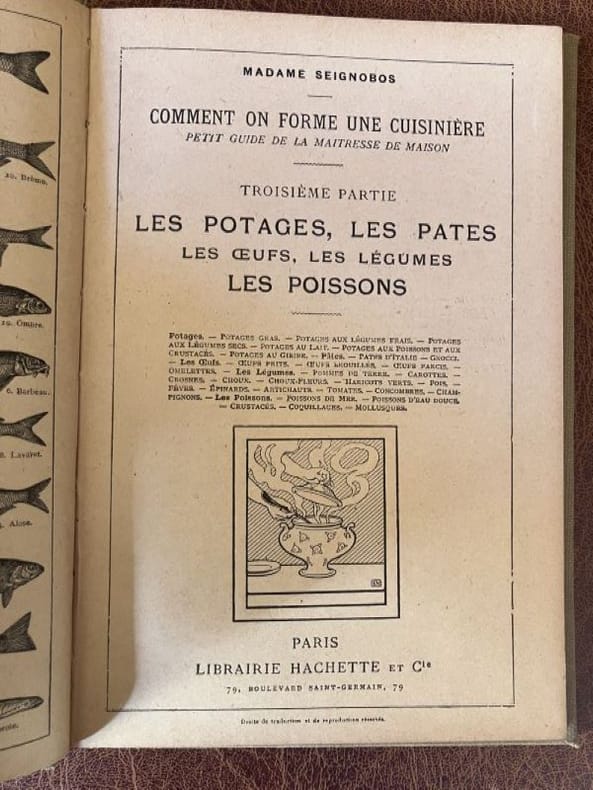 10. Brème.
19. Ombre.
6. Barbeau.
8. Lavaret.
Alose.
MADAME SEIGNOBOS
COMMENT ON FORME UNE CUISINIÈRE
PETIT GUIDE DE LA MAITRESSE DE MAISON
TROISIÈME PARTIE
LES POTAGES, LES PATES
LES ŒUFS, LES LÉGUMES
LES POISSONS
Potages. — POTAGES GRAS. — POTAGES AUX LÉGUMES FRAIS. — POTAGES
AUX LÉGUMES SECS. — POTAGES AU LAIT. — POTAGES AUX POISSONS ET AUX
CRUSTACÉS. — POTAGES AU GIBIER. — Pâtes. — PATES D'ITALIE — GNOCCI.
— Les Œufs. — ŒUFS FRITS. — ŒUFS BROUILLÉS. — ŒUFS FARCIS. —
OMELETTES. — Les Légumes. — POMMES DE TERRE. — CAROTTES. —
CROSNES. — CHOUX. — CHOUX-FLEURS. — HARICOTS VERTS. — POIS. —
FÈVES. — ÉPINARDS. — ARTICHAUTS. — TOMATES. — CONCOMBRES. — CHAM-
PIGNONS. — Les Poissons. — POISSONS DE MER. — POISSONS D'EAU DOUCE.
— CRUSTACÉS. — COQUILLAGES. — MOLLUSQUES.
PARIS
LIBRAIRIE HACHETTE ET Cie
79, BOULEVARD SAINT-GERMAIN, 79
Droits de traduction et de reproduction réservés.